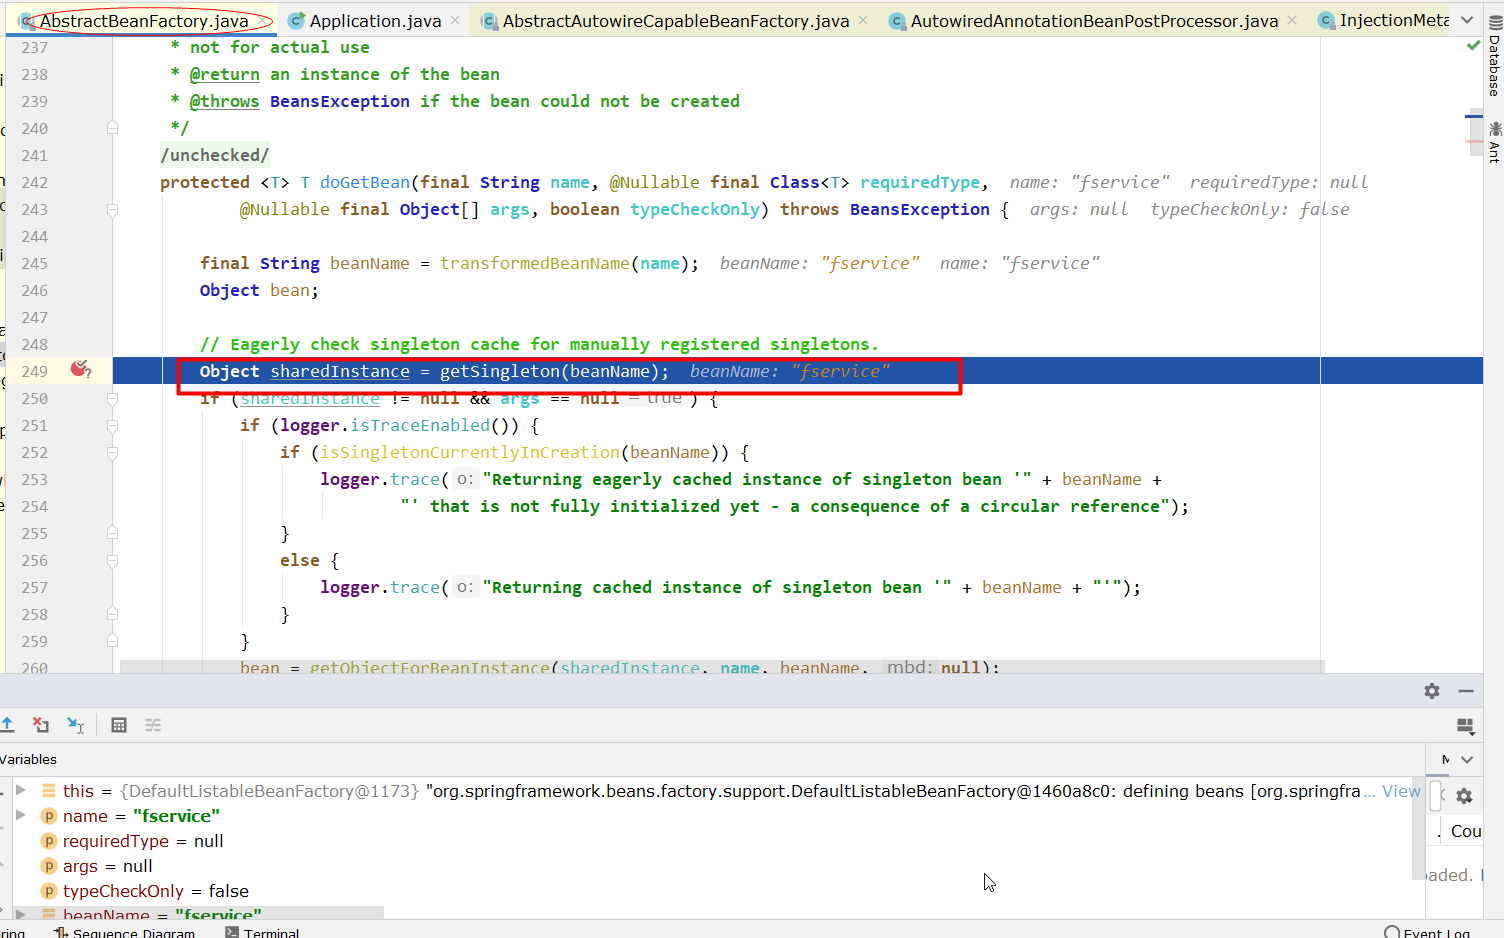 AbstractBeanFactory.java Application.java AbstractAutowireCapableBeanFactory.java AutowiredAnnotationBeanPostProcessor.java InjectionMeta
237 * not for actual use
238 * @return an instance of the bean
239 * @throws BeansException if the bean could not be created
240 */
241 /unchecked/
242 protected <T> T doGetBean(final String name, @Nullable final Class<T> requiredType, name: "fservice" requiredType: null
243 @Nullable final Object[] args, boolean typeCheckOnly) throws BeansException { args: null typeCheckOnly: false
244
245 final String beanName = transformedBeanName(name); beanName: "fservice" name: "fservice"
246 Object bean;
247
248 // Eagerly check singleton cache for manually registered singletons.
249 Object sharedInstance = getSingleton(beanName); beanName: "fservice"
250 if (sharedInstance != null && args == null = true ) {
251 if (logger.isTraceEnabled()) {
252 if (isSingletonCurrentlyInCreation(beanName)) {
253 logger.trace( o: "Returning eagerly cached instance of singleton bean '" + beanName +
254 "' that is not fully initialized yet - a consequence of a circular reference");
255 }
256 else {
257 logger.trace( o: "Returning cached instance of singleton bean '" + beanName + "'");
258 }
259 }
260 bean = getObjectForBeanInstance(sharedInstance, name, beanName, mbd: null);
Database
Ant
Variables
this = {DefaultListableBeanFactory@1173} "org.springframework.beans.factory.support.DefaultListableBeanFactory@1460a8c0: defining beans [org.springfra... View
name = "fservice"
requiredType = null
args = null
typeCheckOnly = false
beanName = "fservice"
Cou
aded.
ring Sequence Diagram Terminal Event Log